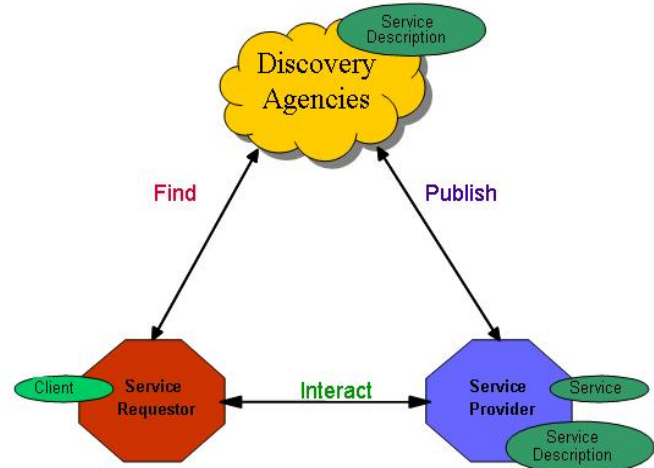 Service
Description
Discovery
Agencies
Find
Publish
Client
Service
Requestor
Interact
Service
Provider
Service
Service
Description